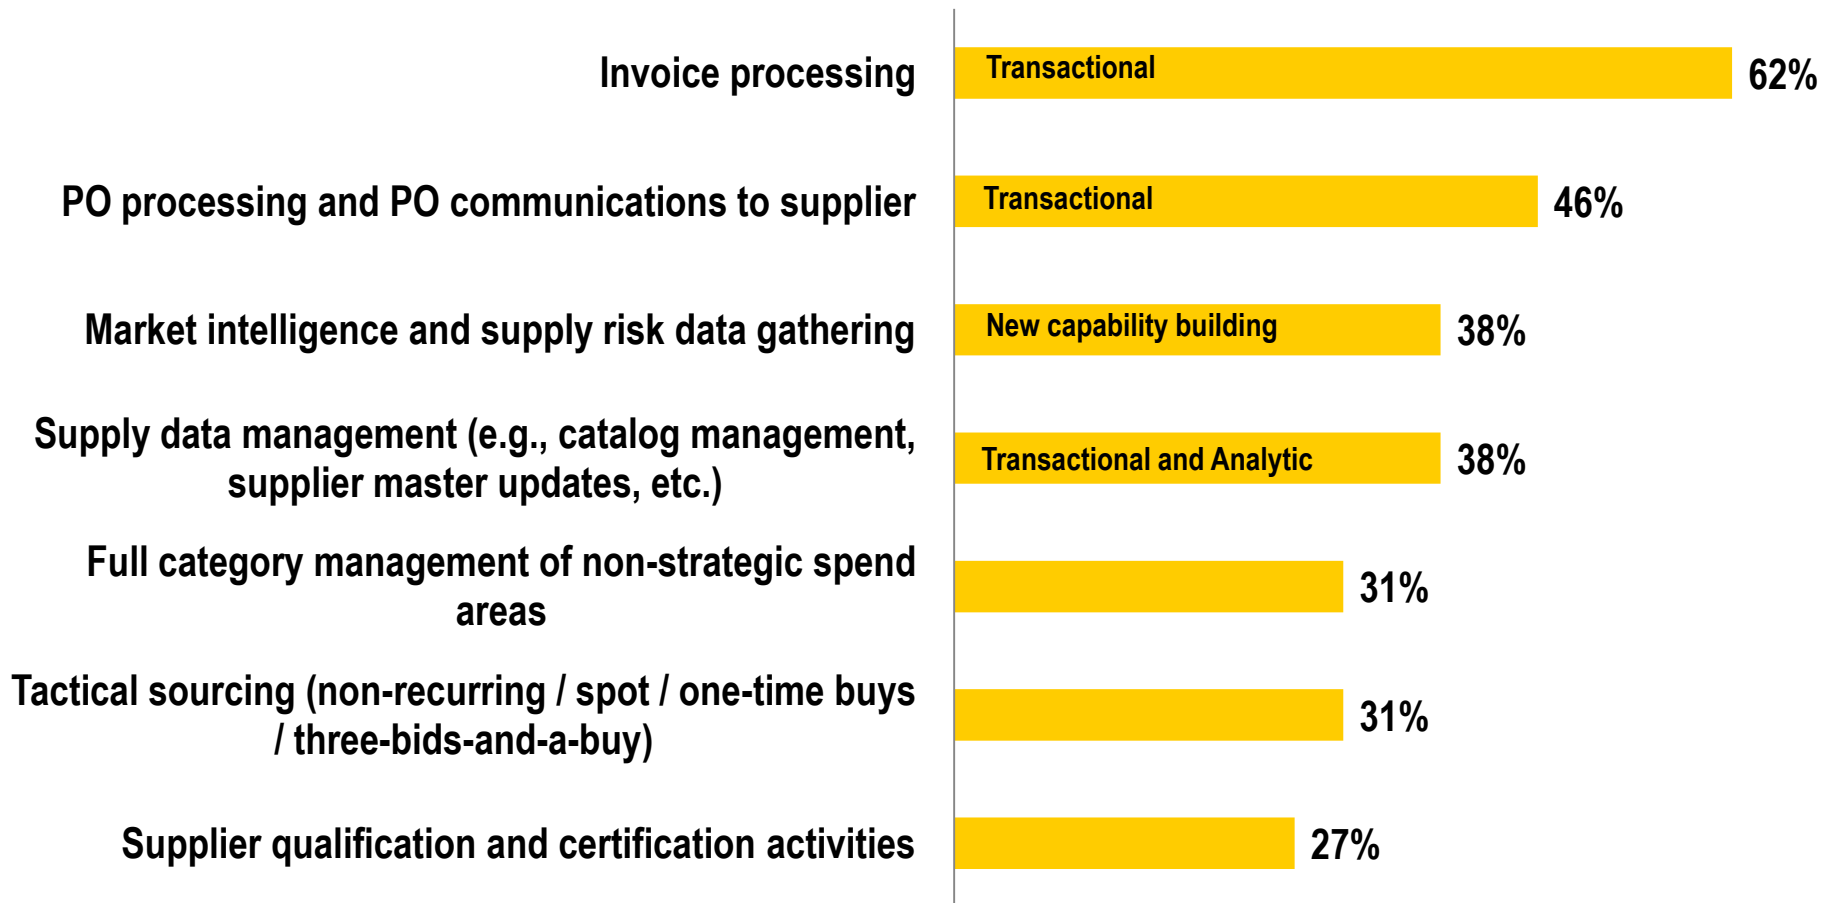 Invoice processing
Transactional
62%
PO processing and PO communications to supplier
Transactional
46%
Market intelligence and supply risk data gathering
New capability building
38%
Supply data management (e.g., catalog management,
supplier master updates, etc.)
Transactional and Analytic
38%
Full category management of non-strategic spend
areas
31%
Tactical sourcing (non-recurring / spot / one-time buys
/ three-bids-and-a-buy)
31%
Supplier qualification and certification activities
27%